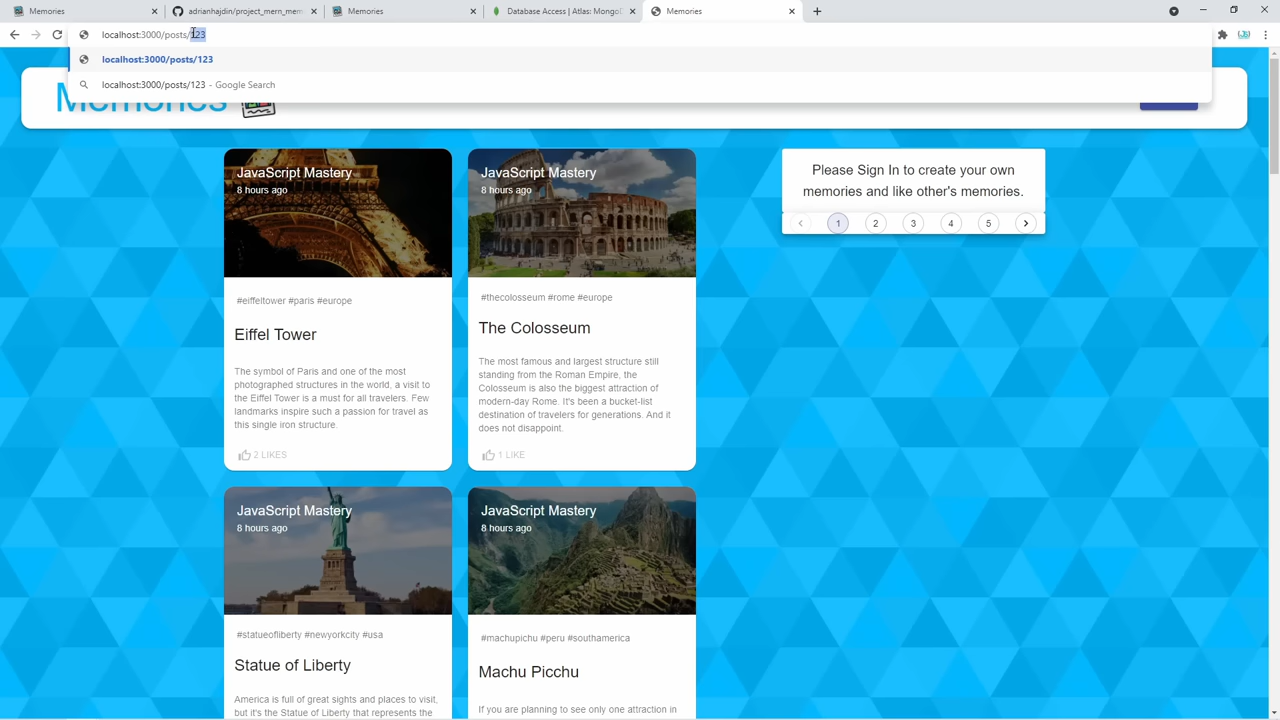 Memories
adrianhajdin/project_mern_mem
Memories
Database Access | Atlas: MongoD
Memories
localhost:3000/posts/123
localhost:3000/posts/123
localhost:3000/posts/123 - Google Search
Memories
JavaScript Mastery
8 hours ago
#eiffeltower #paris #europe
Eiffel Tower
The symbol of Paris and one of the most
photographed structures in the world, a visit to
the Eiffel Tower is a must for all travelers. Few
landmarks inspire such a passion for travel as
this single iron structure.
2 LIKES
JavaScript Mastery
8 hours ago
#thecolosseum #rome #europe
The Colosseum
The most famous and largest structure still
standing from the Roman Empire, the
Colosseum is also the biggest attraction of
modern-day Rome. It's been a bucket-list
destination of travelers for generations. And it
does not disappoint.
1 LIKE
Please Sign In to create your own
memories and like other's memories.
1 2 3 4 5
JavaScript Mastery
8 hours ago
#statueofliberty #newyorkcity #usa
Statue of Liberty
America is full of great sights and places to visit,
but it's the Statue of Liberty that represents the
JavaScript Mastery
8 hours ago
#machupichu #peru #southamerica
Machu Picchu
If you are planning to see only one attraction in